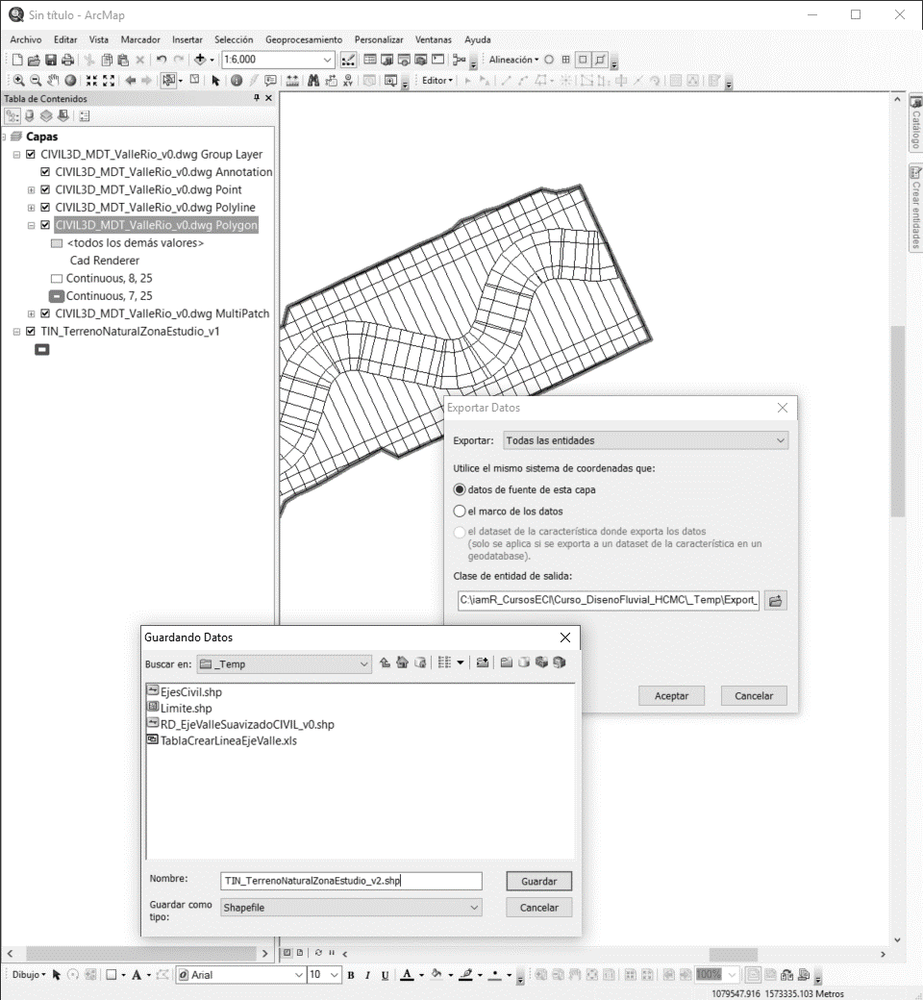 Sin título - ArcMap
Archivo Editar Vista Marcador Insertar Selección Geoprocesamiento Personalizar Ventanas Ayuda
1:6,000
Alineación
Editor
Tabla de Contenidos
Capas
CIVIL3D_MDT_ValleRio_v0.dwg Group Layer
CIVIL3D_MDT_ValleRio_v0.dwg Annotation
CIVIL3D_MDT_ValleRio_v0.dwg Point
CIVIL3D_MDT_ValleRio_v0.dwg Polyline
CIVIL3D_MDT_ValleRio_v0.dwg Polygon
<todos los demás valores>
Cad Renderer
Continuous, 8, 25
Continuous, 7, 25
CIVIL3D_MDT_ValleRio_v0.dwg MultiPatch
TIN_TerrenoNaturalZonaEstudio_v1
Catálogo
Crear entidades
Exportar Datos
Exportar: Todas las entidades
Utilice el mismo sistema de coordenadas que:
datos de fuente de esta capa
el marco de los datos
el dataset de la característica donde exporta los datos
(solo se aplica si se exporta a un dataset de la característica en un
geodatabase).
Clase de entidad de salida:
C:\iamR_CursosECI\Curso_DisenoFluvial_HCMC\_Temp\Export_
Aceptar Cancelar
Guardando Datos
Buscar en: _Temp
EjesCivil.shp
Limite.shp
RD_EjeValleSuavizadoCIVIL_v0.shp
TablaCrearLineaEjeValle.xls
Nombre: TIN_TerrenoNaturalZonaEstudio_v2.shp
Guardar
Guardar como
tipo: Shapefile
Cancelar
Dibujo A Arial 10 B I U A 100%
1079547.916 1573335.103 Metros